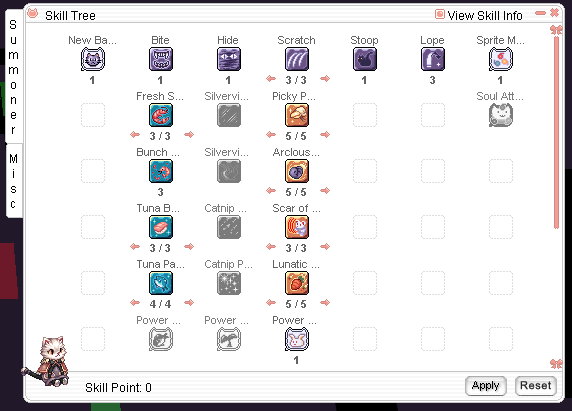 Skill Tree
View Skill Info
Summoner
Misc
New Ba... Bite Hide Scratch Stoop Lope Sprite M...
1 1 1 3 / 3 1 3 1
Fresh S... Silvervi... Picky P... Soul Att...
3 / 3 5 / 5
Bunch ... Silvervi... Arclous...
3 5 / 5
Tuna B... Catnip ... Scar of ...
3 / 3 3 / 3
Tuna Pa... Catnip P... Lunatic ...
4 / 4 5 / 5
Power ... Power ... Power ...
1
Skill Point: 0
Apply
Reset